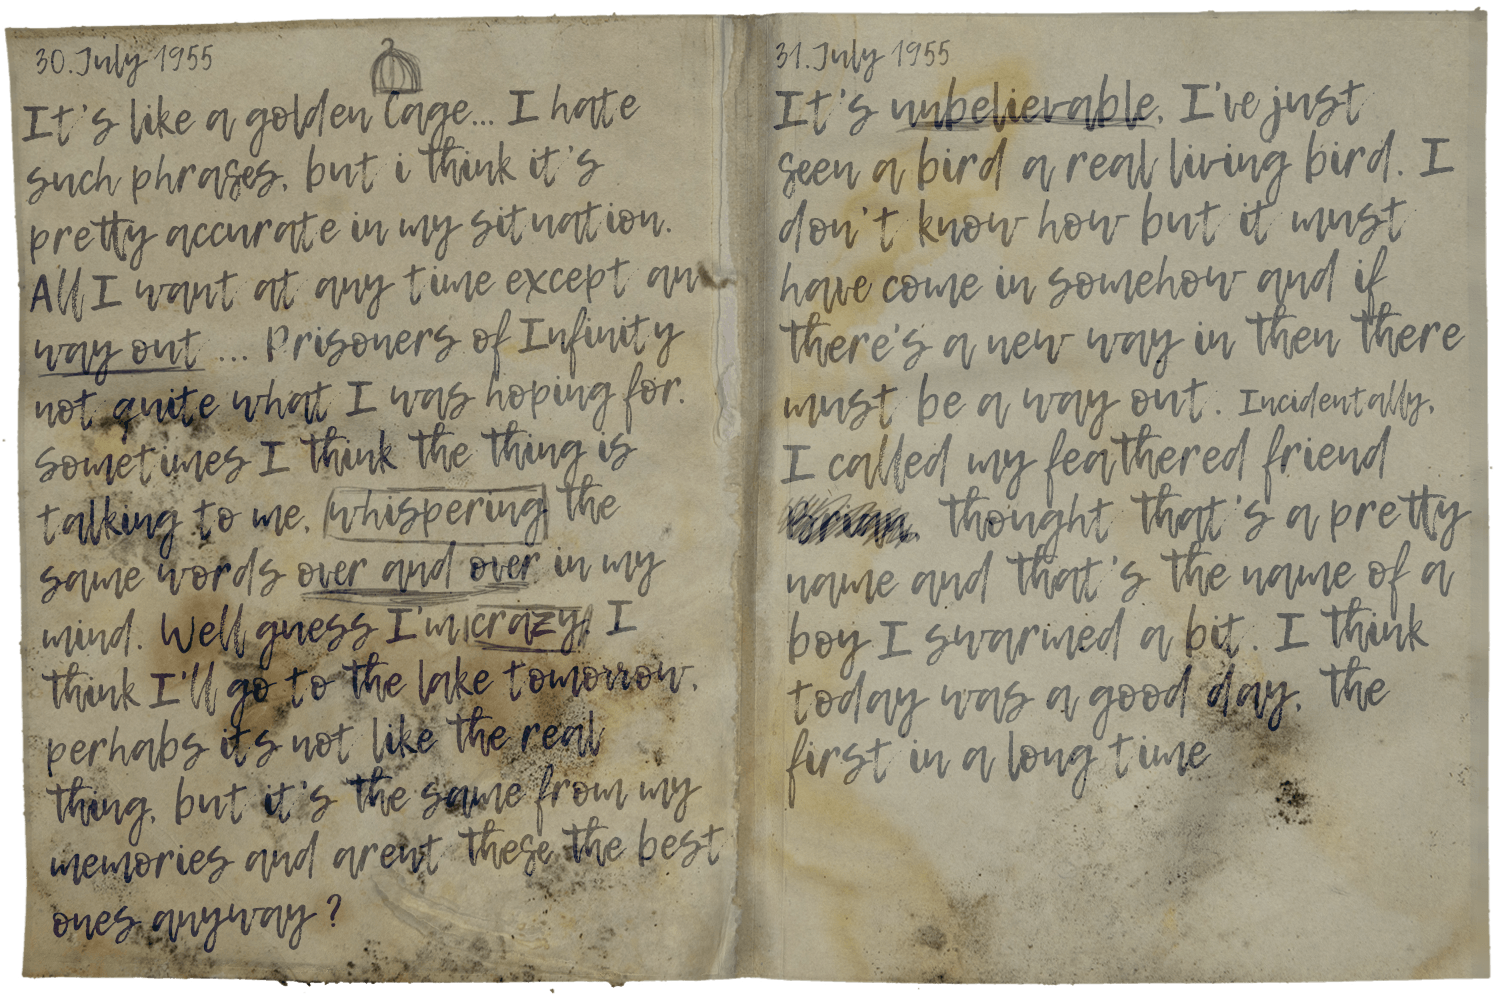 30. July 1955
It's like a golden Cage... I hate
such phrases, but i think it's
pretty accurate in my situation.
All I want at any time except an
way out ... Prisoners of Infinity
not quite what I was hoping for.
sometimes I think the thing is
talking to me, whispering the
same words over and over in my
mind. Well guess I'm crazy! I
think I'll go to the lake tomorrow,
perhabs it's not like the real
thing, but it's the same from my
memories and arent these the best
ones anyway?
31. July 1955
It's unbelievable, I've just
seen a bird a real living bird. I
don't know how but it must
have come in somehow and if
there's a new way in then there
must be a way out. Incidentally,
I called my feathered friend
Brian, thought that's a pretty
name and that's the name of a
boy I swarmed a bit. I think
today was a good day, the
first in a long time